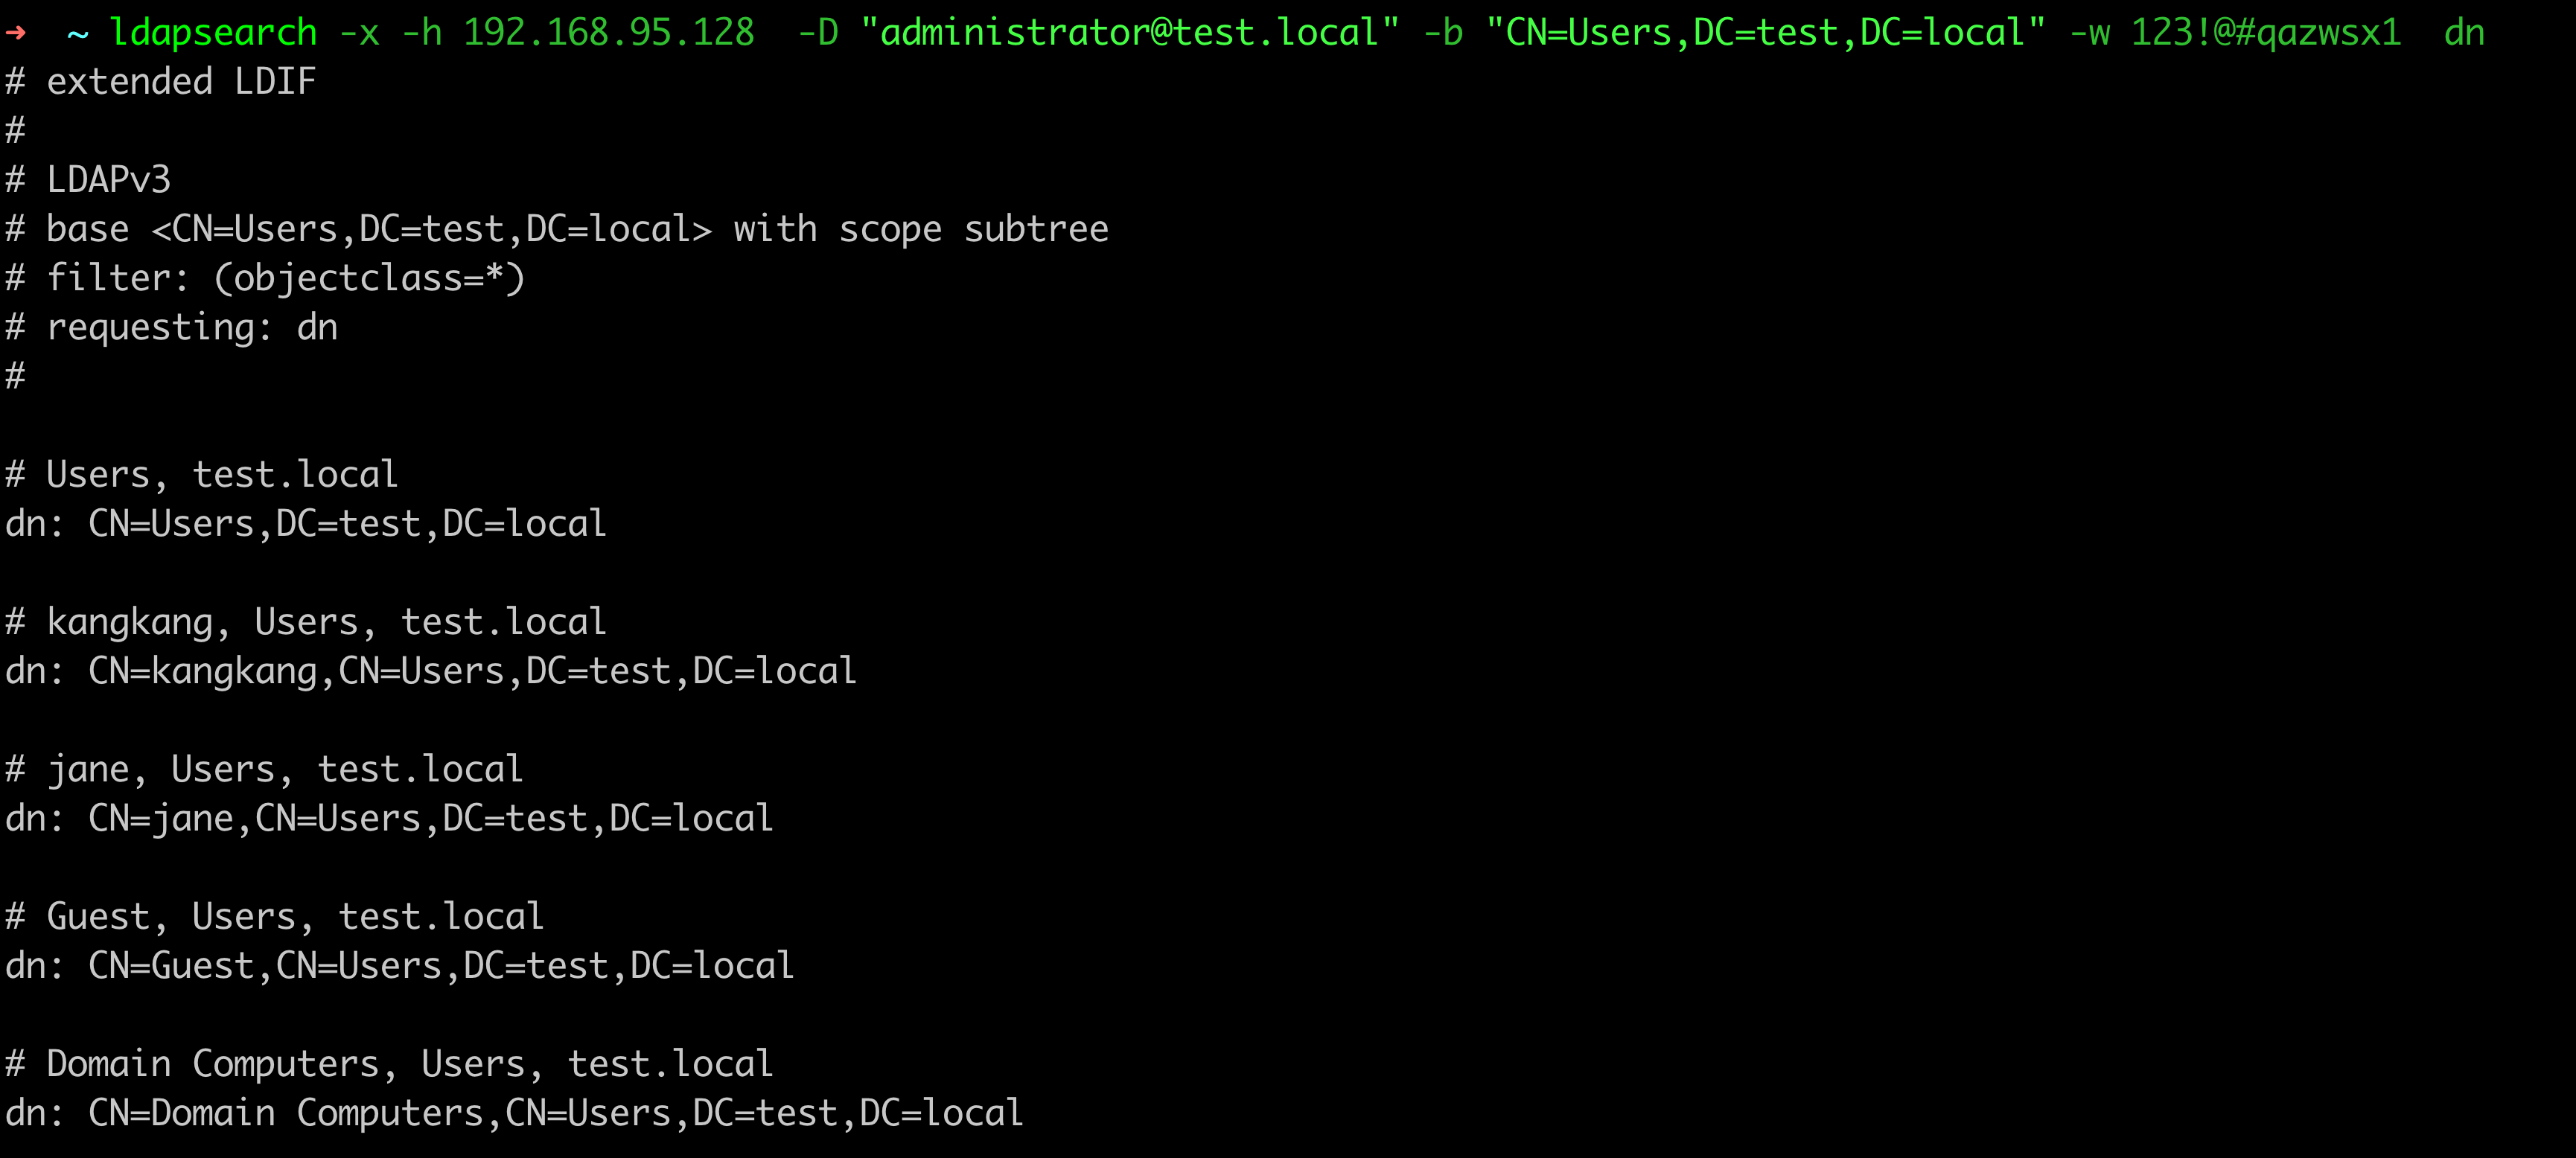 → ~ ldapsearch -x -h 192.168.95.128  -D "administrator@test.local" -b "CN=Users,DC=test,DC=local" -w 123!@#qazwsx1  dn
# extended LDIF
#
# LDAPv3
# base <CN=Users,DC=test,DC=local> with scope subtree
# filter: (objectclass=*)
# requesting: dn
#
# Users, test.local
dn: CN=Users,DC=test,DC=local
# kangkang, Users, test.local
dn: CN=kangkang,CN=Users,DC=test,DC=local
# jane, Users, test.local
dn: CN=jane,CN=Users,DC=test,DC=local
# Guest, Users, test.local
dn: CN=Guest,CN=Users,DC=test,DC=local
# Domain Computers, Users, test.local
dn: CN=Domain Computers,CN=Users,DC=test,DC=local